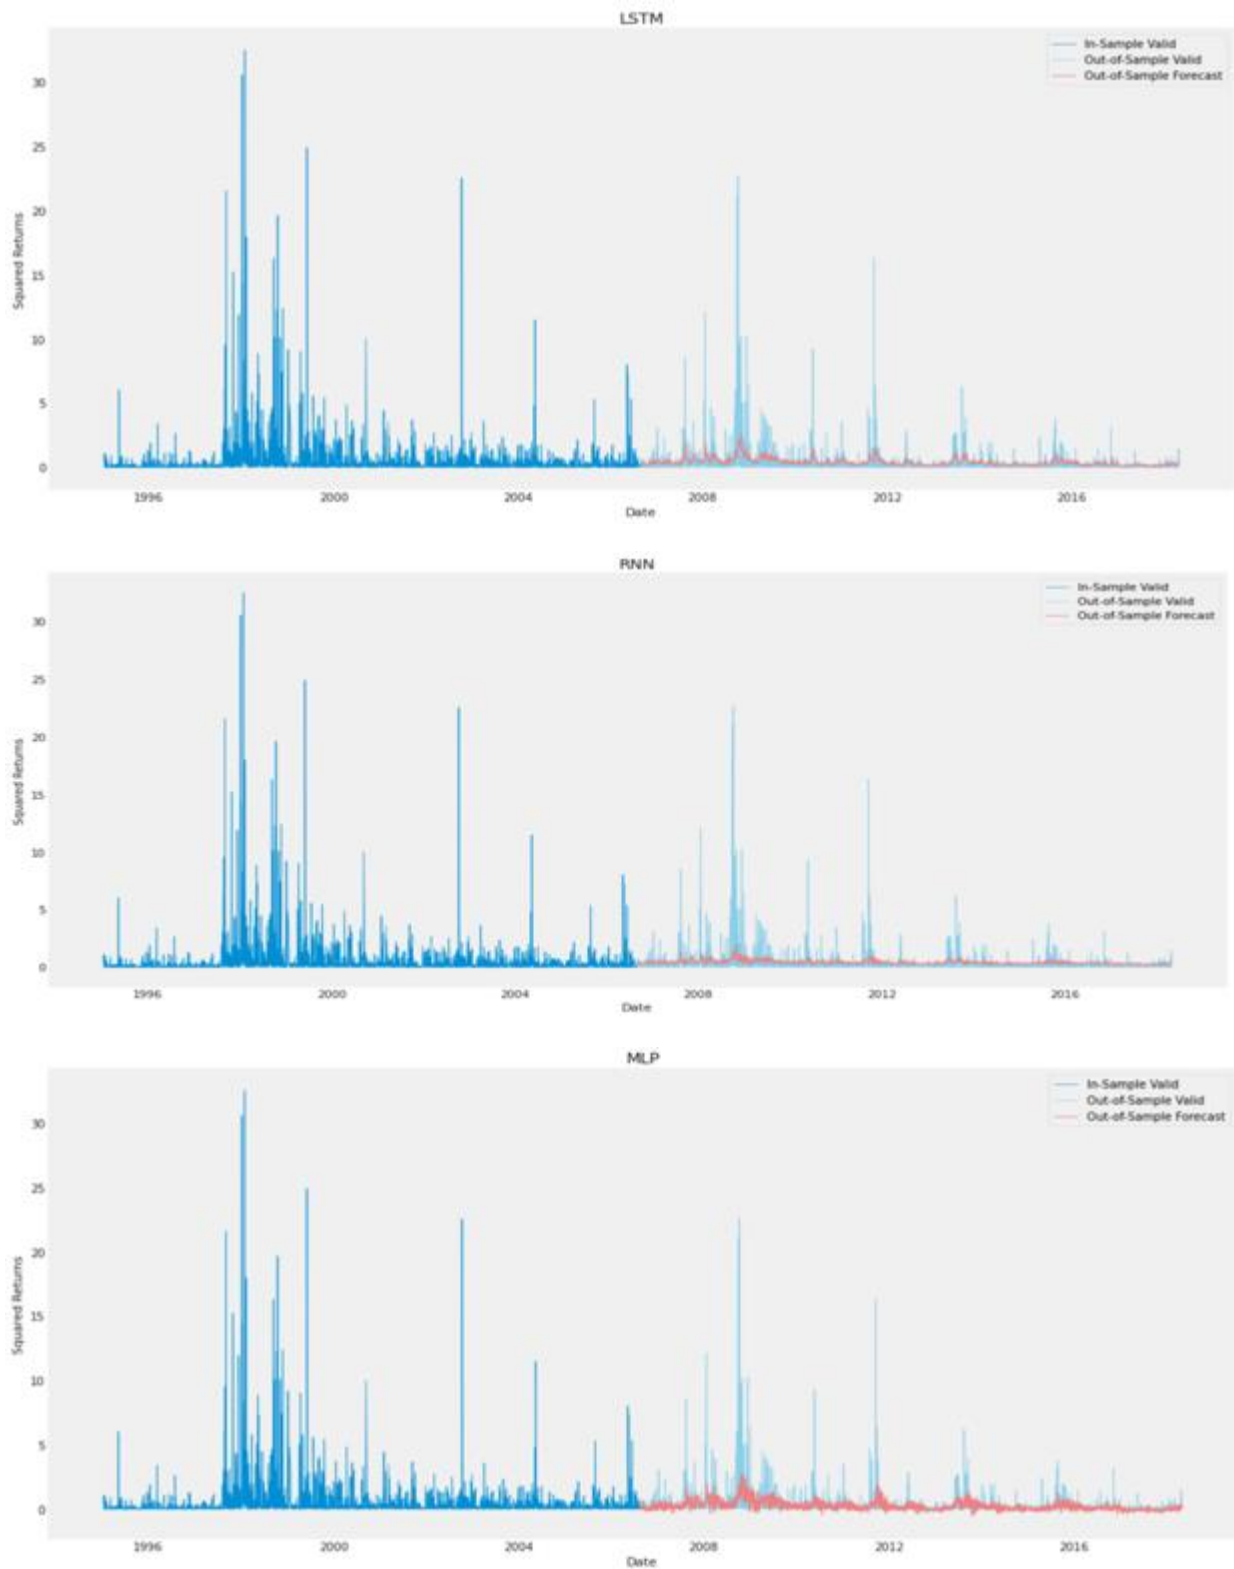 LSTM
In-Sample Valid
Out-of-Sample Valid
Out-of-Sample Forecast
30
25
20
15
10
5
0
Squared Returns
1996 2000 2004 2008 2012 2016
Date
RNN
In-Sample Valid
Out-of-Sample Valid
Out-of-Sample Forecast
30
25
20
15
10
5
0
Squared Returns
1996 2000 2004 2008 2012 2016
Date
MLP
In-Sample Valid
Out-of-Sample Valid
Out-of-Sample Forecast
30
25
20
15
10
5
0
Squared Returns
1996 2000 2004 2008 2012 2016
Date